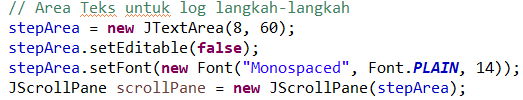 // Area Teks untuk log langkah-langkah
stepArea = new JTextArea(8, 60);
stepArea.setEditable(false);
stepArea.setFont(new Font("Monospaced", Font.PLAIN, 14));
JScrollPane scrollPane = new JScrollPane(stepArea);